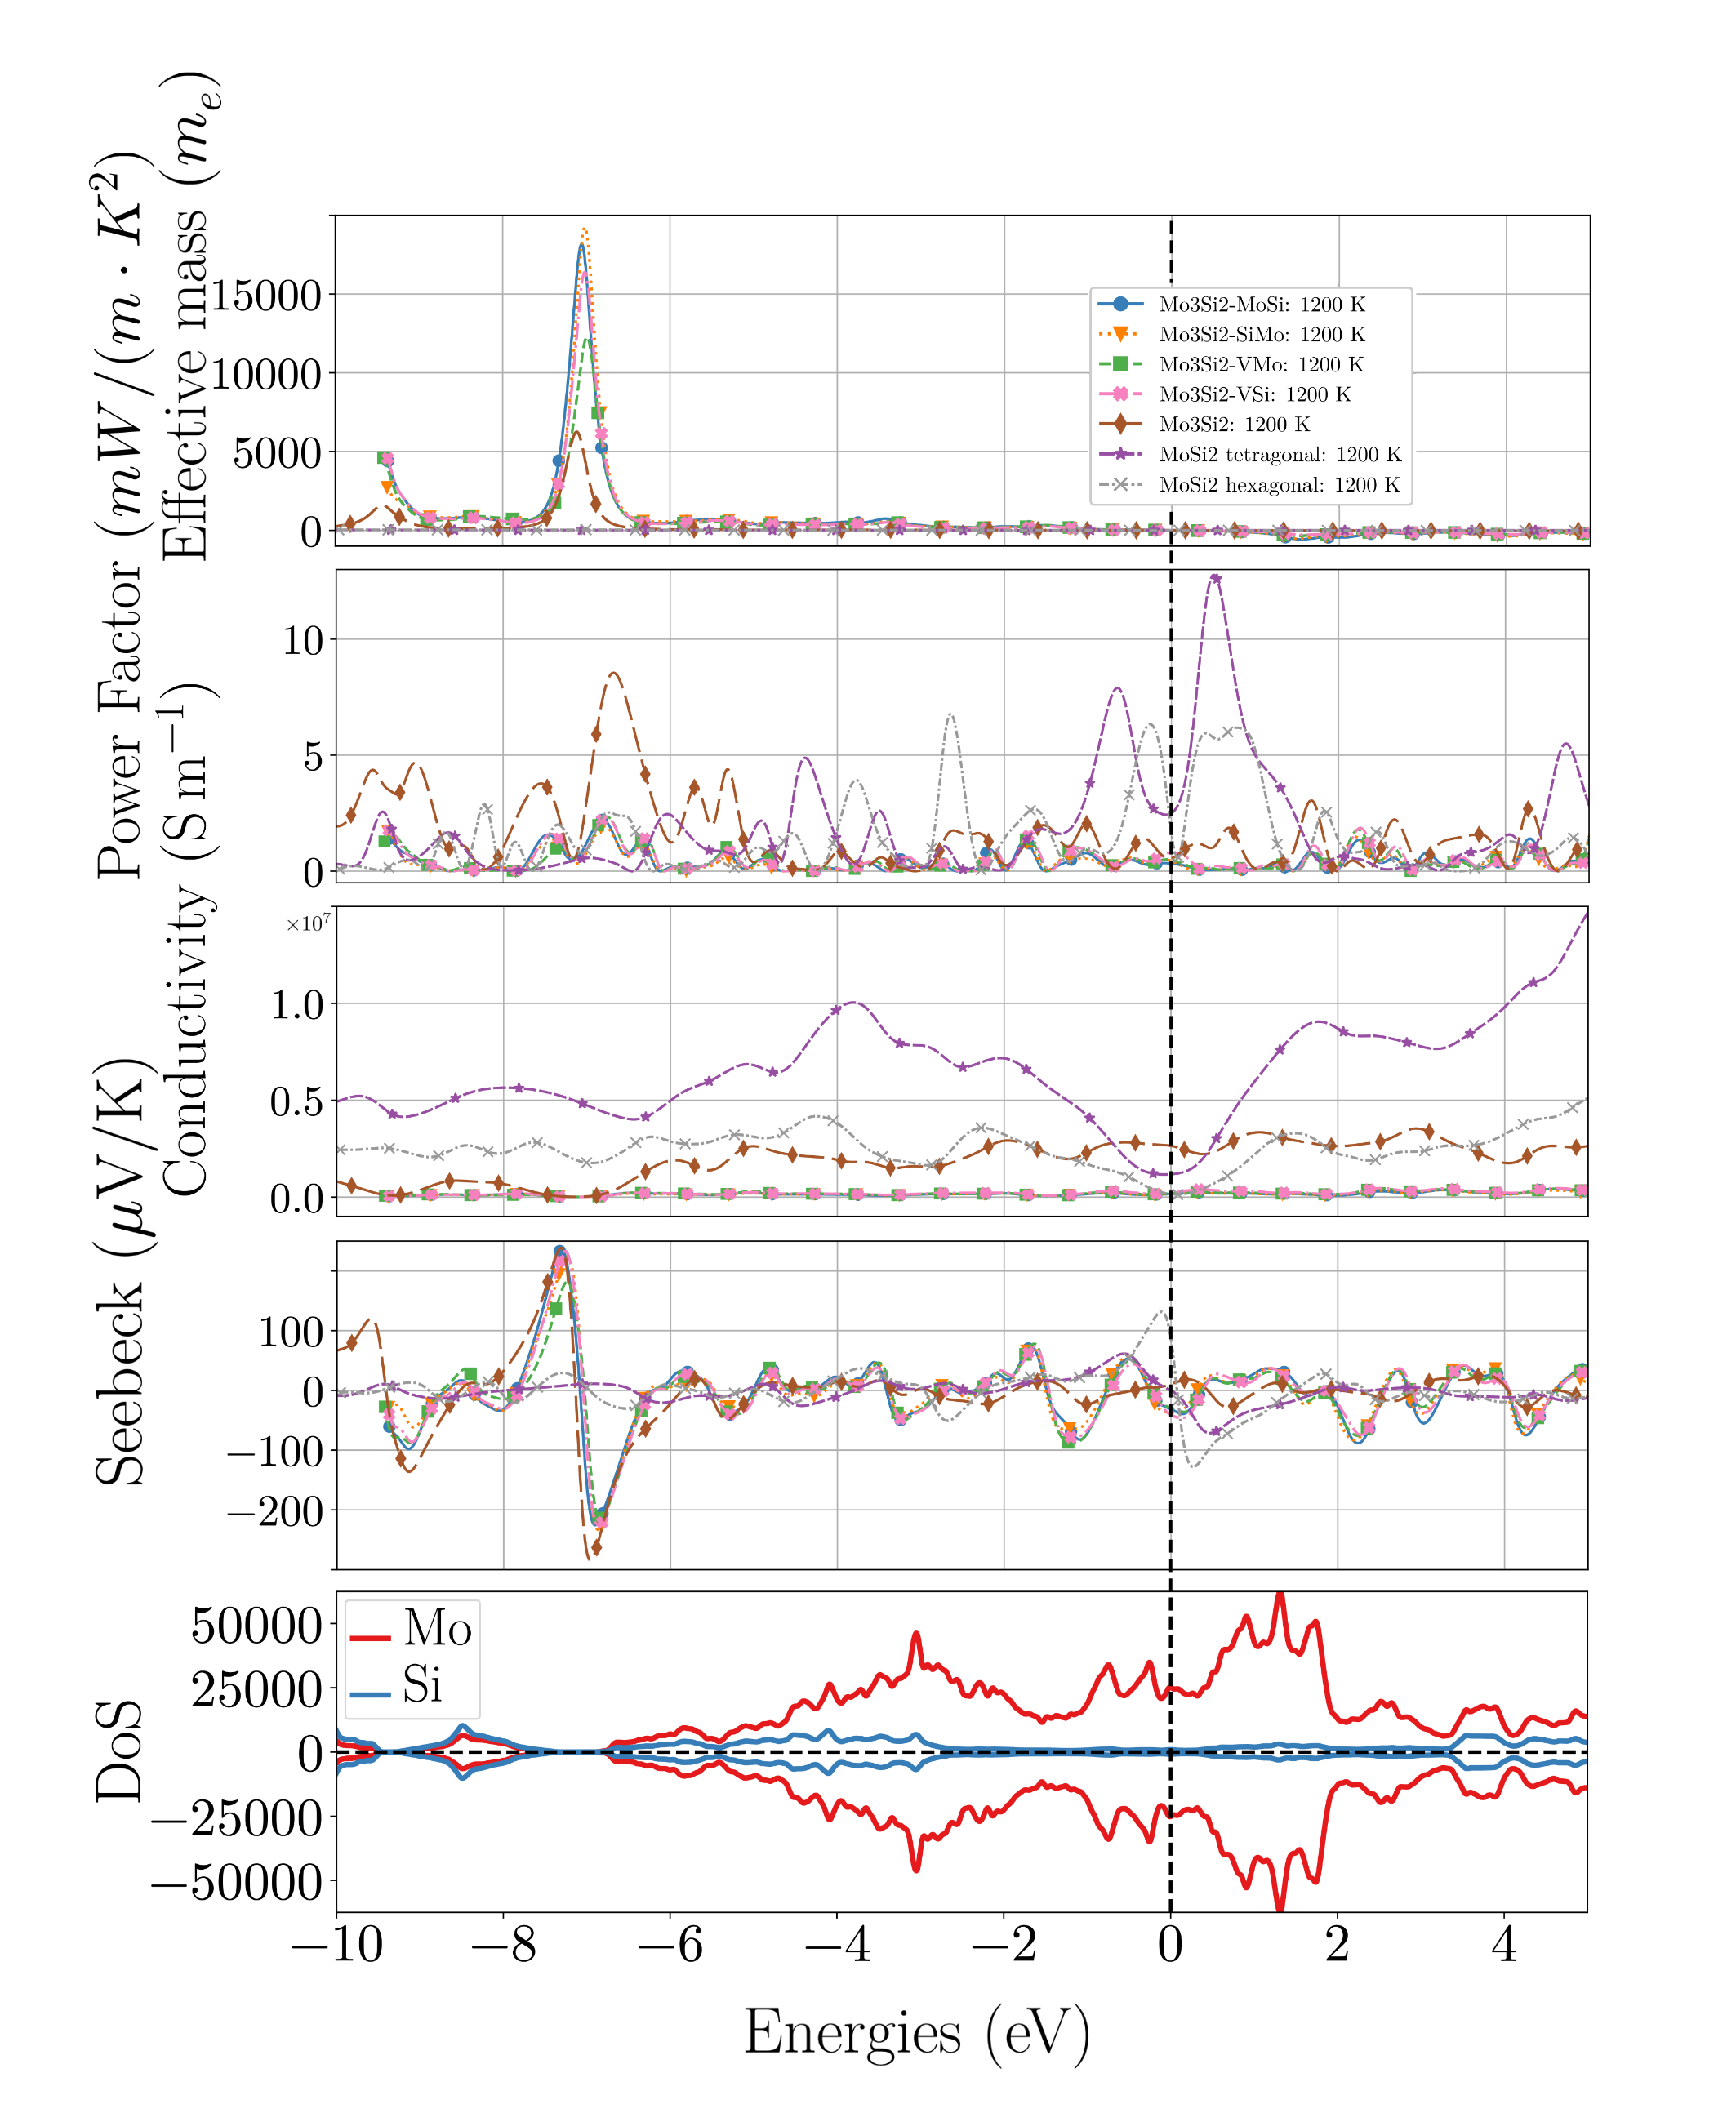 Effective mass (m_e)
15000
10000
5000
0
Mo3Si2-MoSi: 1200 K
Mo3Si2-SiMo: 1200 K
Mo3Si2-VMo: 1200 K
Mo3Si2-VSi: 1200 K
Mo3Si2: 1200 K
MoSi2 tetragonal: 1200 K
MoSi2 hexagonal: 1200 K
Power Factor (mW/(m · K²)
10
5
0
Conductivity (S m⁻¹)
×10⁷
1.0
0.5
0.0
Seebeck (μV/K)
100
0
−100
−200
DoS
50000
25000
0
−25000
−50000
Mo
Si
−10 −8 −6 −4 −2 0 2 4
Energies (eV)